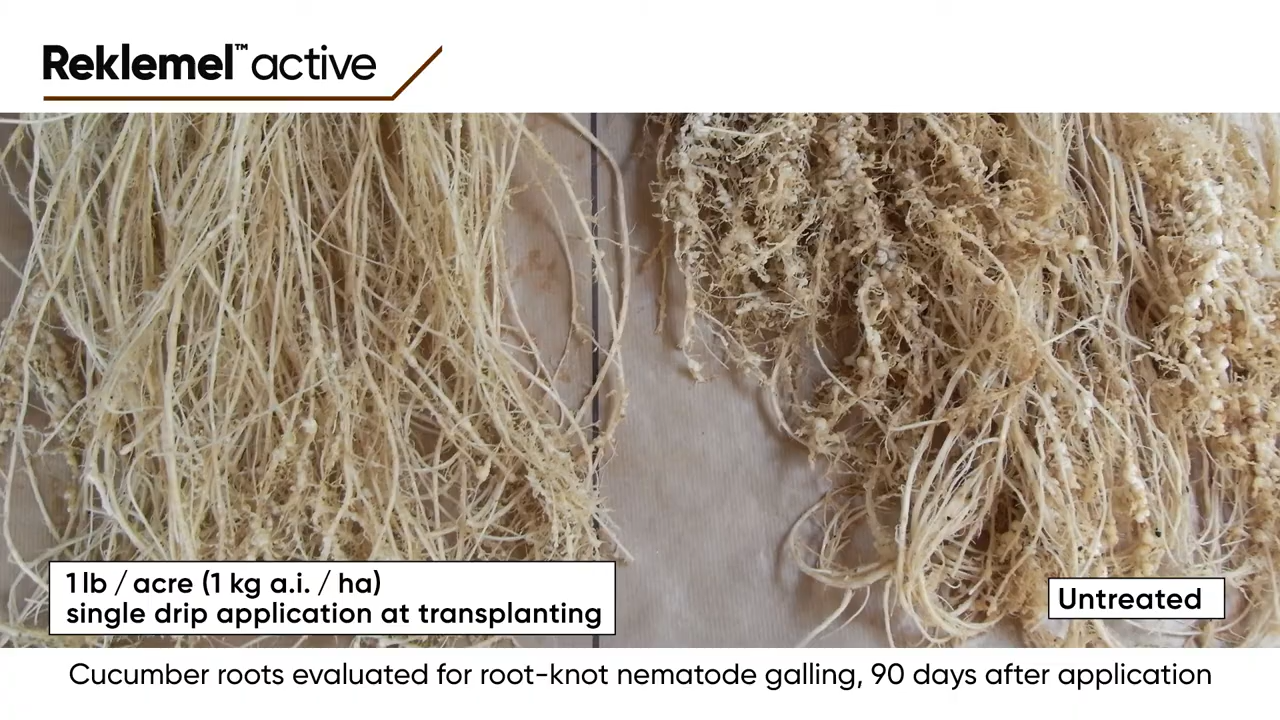 Reklemel™ active
1 lb / acre (1 kg a.i. / ha)
single drip application at transplanting
Untreated
Cucumber roots evaluated for root-knot nematode galling, 90 days after application